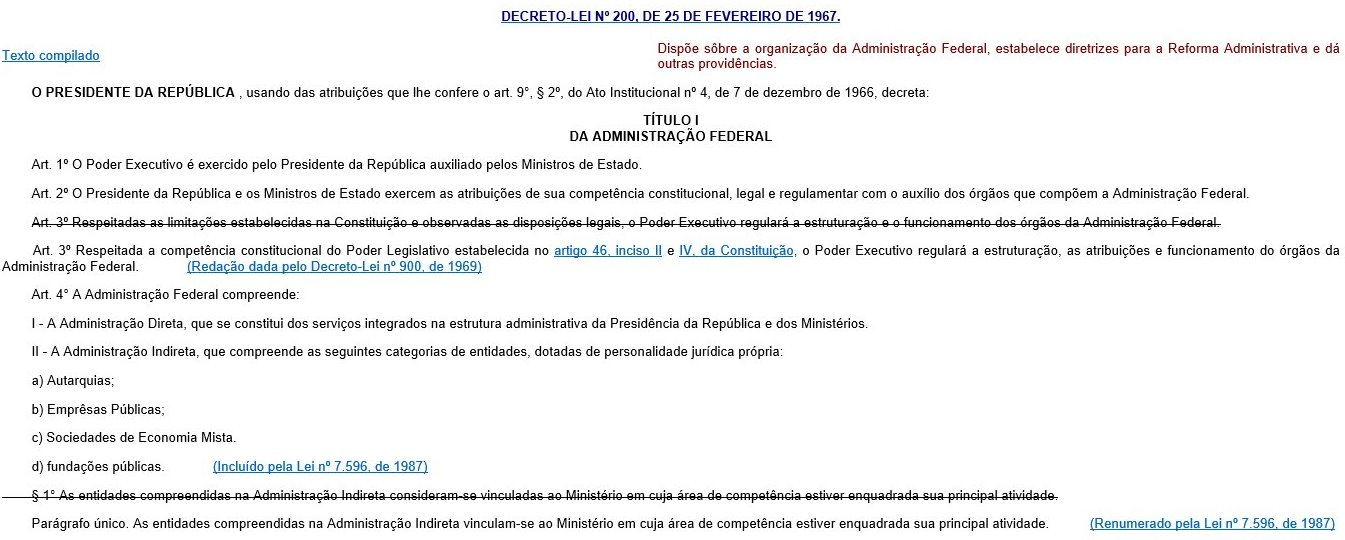 DECRETO-LEI Nº 200, DE 25 DE FEVEREIRO DE 1967.
Texto compilado
Dispõe sôbre a organização da Administração Federal, estabelece diretrizes para a Reforma Administrativa e dá
outras providências.
O PRESIDENTE DA REPÚBLICA , usando das atribuições que lhe confere o art. 9°, § 2º, do Ato Institucional nº 4, de 7 de dezembro de 1966, decreta:
TÍTULO I
DA ADMINISTRAÇÃO FEDERAL
Art. 1º O Poder Executivo é exercido pelo Presidente da República auxiliado pelos Ministros de Estado.
Art. 2º O Presidente da República e os Ministros de Estado exercem as atribuições de sua competência constitucional, legal e regulamentar com o auxílio dos órgãos que compõem a Administração Federal.
Art. 3º Respeitadas as limitações estabelecidas na Constituição e observadas as disposições legais, o Poder Executivo regulará a estruturação e o funcionamento dos órgãos da Administração Federal.
Art. 3º Respeitada a competência constitucional do Poder Legislativo estabelecida no artigo 46, inciso II e IV, da Constituição, o Poder Executivo regulará a estruturação, as atribuições e funcionamento do órgãos da
Administração Federal. (Redação dada pelo Decreto-Lei nº 900, de 1969)
Art. 4° A Administração Federal compreende:
I - A Administração Direta, que se constitui dos serviços integrados na estrutura administrativa da Presidência da República e dos Ministérios.
II - A Administração Indireta, que compreende as seguintes categorias de entidades, dotadas de personalidade jurídica própria:
a) Autarquias;
b) Emprêsas Públicas;
c) Sociedades de Economia Mista.
d) fundações públicas. (Incluído pela Lei nº 7.596, de 1987)
§ 1° As entidades compreendidas na Administração Indireta consideram-se vinculadas ao Ministério em cuja área de competência estiver enquadrada sua principal atividade.
Parágrafo único. As entidades compreendidas na Administração Indireta vinculam-se ao Ministério em cuja área de competência estiver enquadrada sua principal atividade. (Renumerado pela Lei nº 7.596, de 1987)